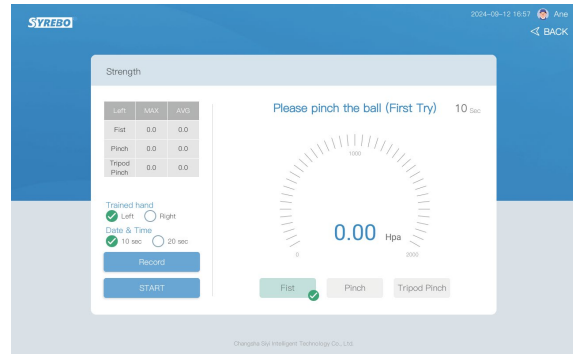 SYREBO
2024-09-12 16:57 Ane
BACK
Strength
Left MAX AVG
Fist 0.0 0.0
Pinch 0.0 0.0
Tripod Pinch 0.0 0.0
Trained hand
Left Right
Date & Time
10 sec 20 sec
Record
START
Please pinch the ball (First Try) 10 Sec
1000
0.00 Hpa
0 2000
Fist Pinch Tripod Pinch
Changsha Siyi Intelligent Technology Co., Ltd.